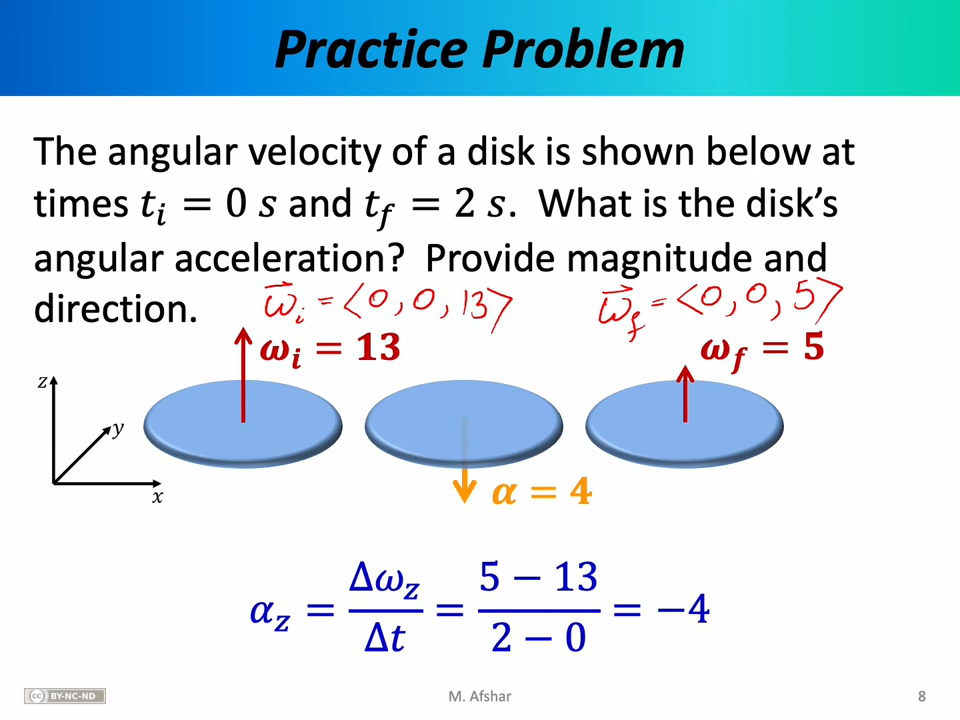 Practice Problem
The angular velocity of a disk is shown below at
times tᵢ = 0 s and t_f = 2 s. What is the disk's
angular acceleration? Provide magnitude and
direction.
ω⃗ᵢ = ⟨0, 0, 13⟩
ω⃗_f = ⟨0, 0, 5⟩
ωᵢ = 13
ω_f = 5
z
y
x
α = 4
α_z = Δω_z/Δt = (5 − 13)/(2 − 0) = −4
cc BY-NC-ND
M. Afshar
8